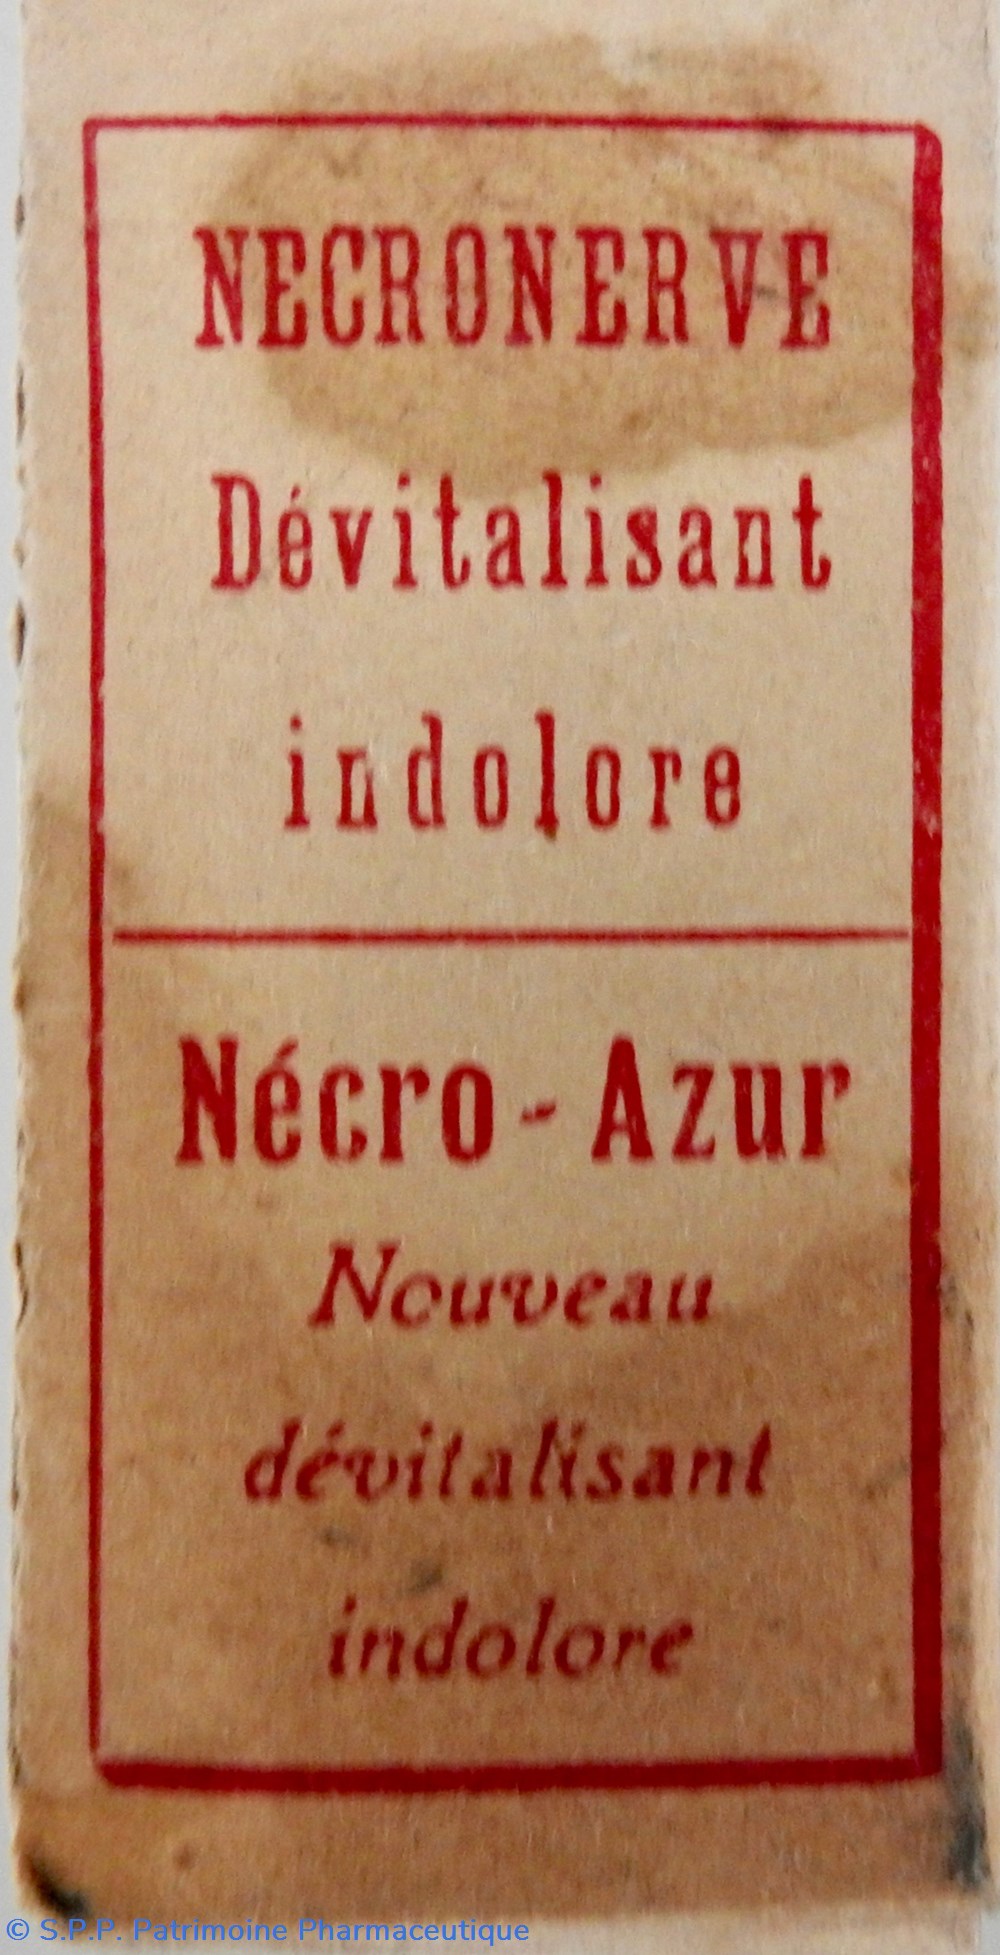 NECRONERVE
Dévitalisant
indolore
Nécro-Azur
Nouveau
dévitalisant
indolore
© S.P.P. Patrimoine Pharmaceutique